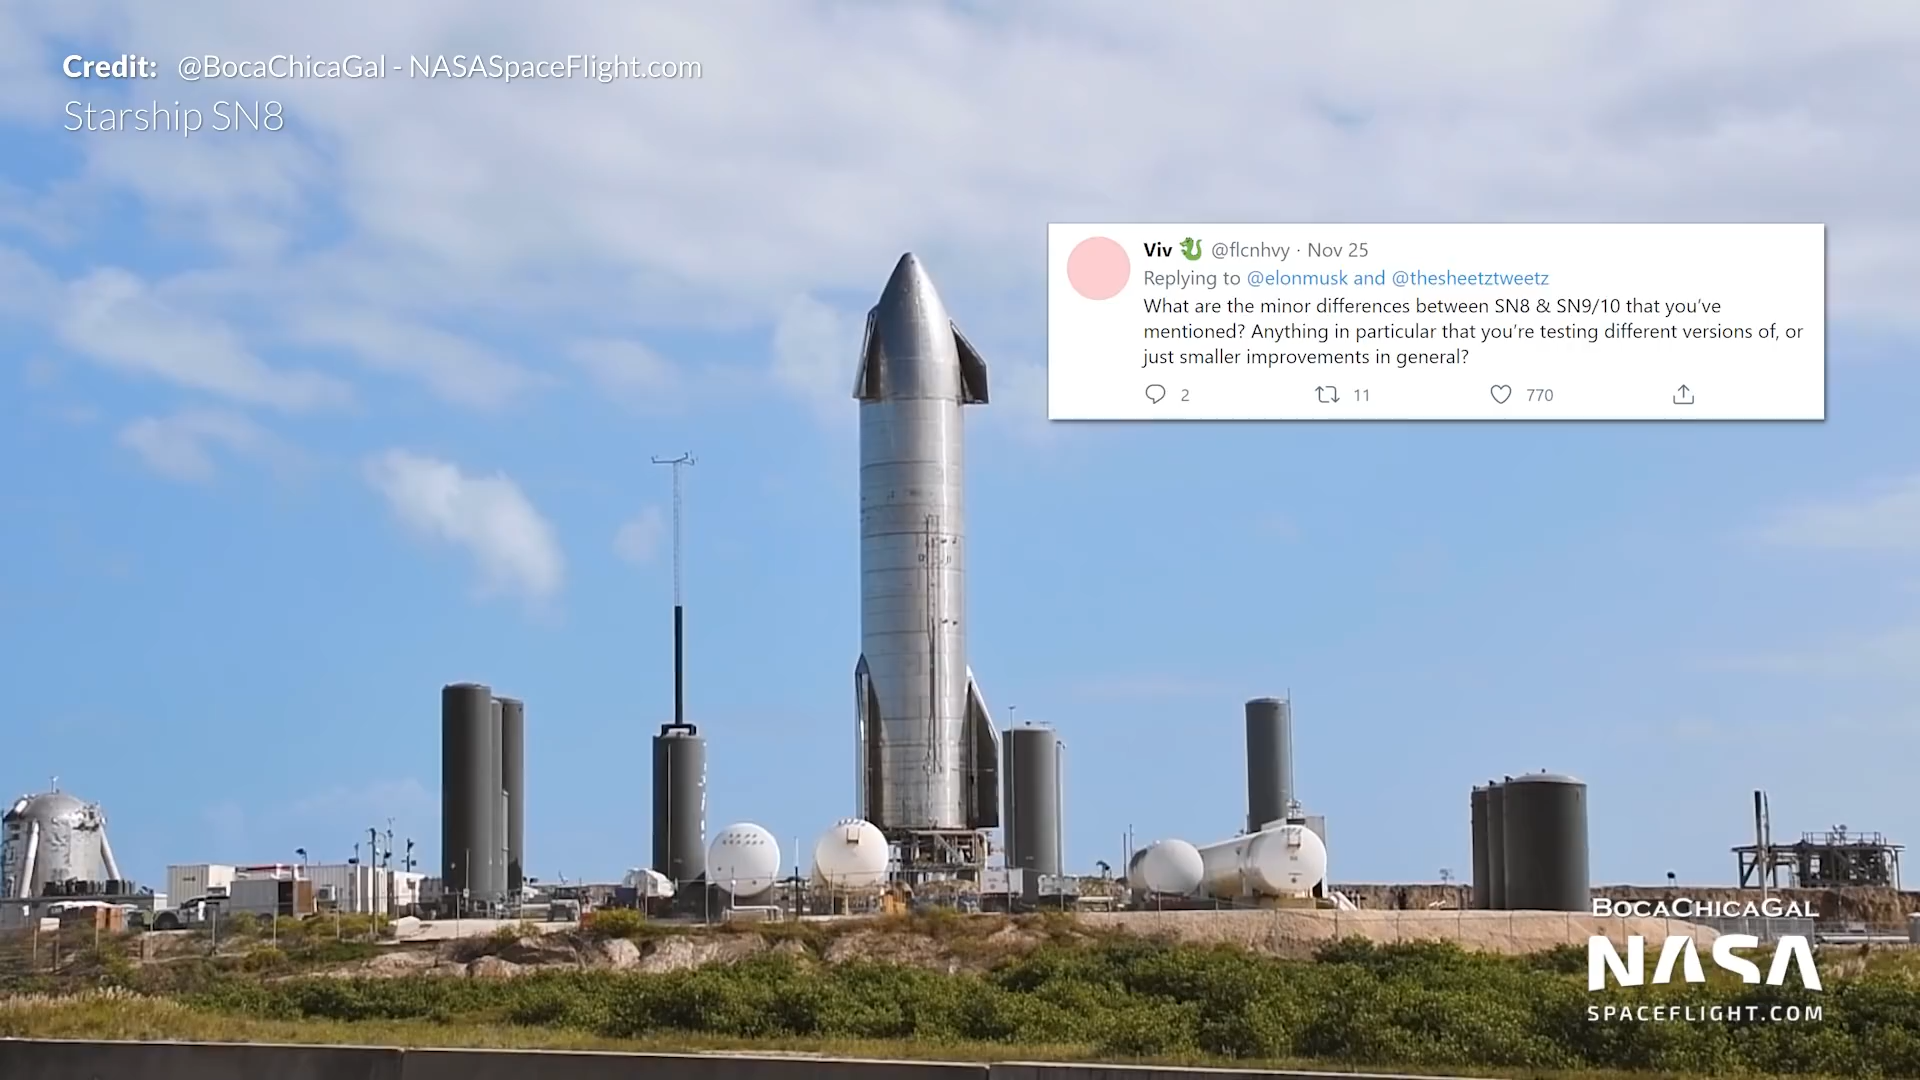 Credit: @BocaChicaGal - NASASpaceFlight.com
Starship SN8
Viv @flcnhvy · Nov 25
Replying to @elonmusk and @thesheetztweetz
What are the minor differences between SN8 & SN9/10 that you've
mentioned? Anything in particular that you're testing different versions of, or
just smaller improvements in general?
2 11 770
BOCACHICAGAL
NASA
SPACEFLIGHT.COM